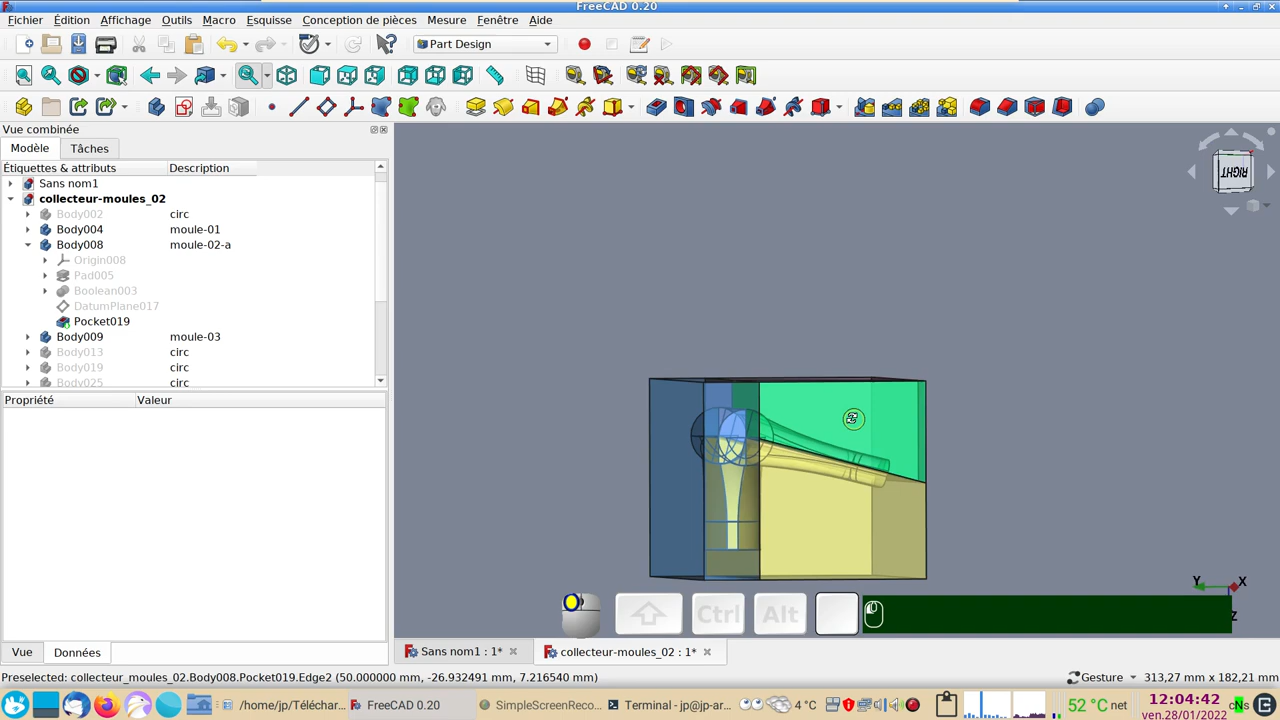 FreeCAD 0.20
Fichier Édition Affichage Outils Macro Esquisse Conception de pièces Mesure Fenêtre Aide
Part Design
Vue combinée
Modèle Tâches
Étiquettes & attributs Description
Sans nom1
collecteur-moules_02
Body002 circ
Body004 moule-01
Body008 moule-02-a
Origin008
Pad005
Boolean003
DatumPlane017
Pocket019
Body009 moule-03
Body013 circ
Body019 circ
Body025 circ
Propriété Valeur
RIGHT
Y X
Z
Ctrl Alt
Vue Données
Sans nom1 : 1* collecteur-moules_02 : 1*
Preselected: collecteur_moules_02.Body008.Pocket019.Edge2 (50.000000 mm, -26.932491 mm, 7.216540 mm) Gesture 313,27 mm x 182,21 mm
/home/jp/Téléchar... FreeCAD 0.20 SimpleScreenReco... Terminal - jp@jp-ar... 4°C 52 °C net 12:04:42
ven.28/01/2022